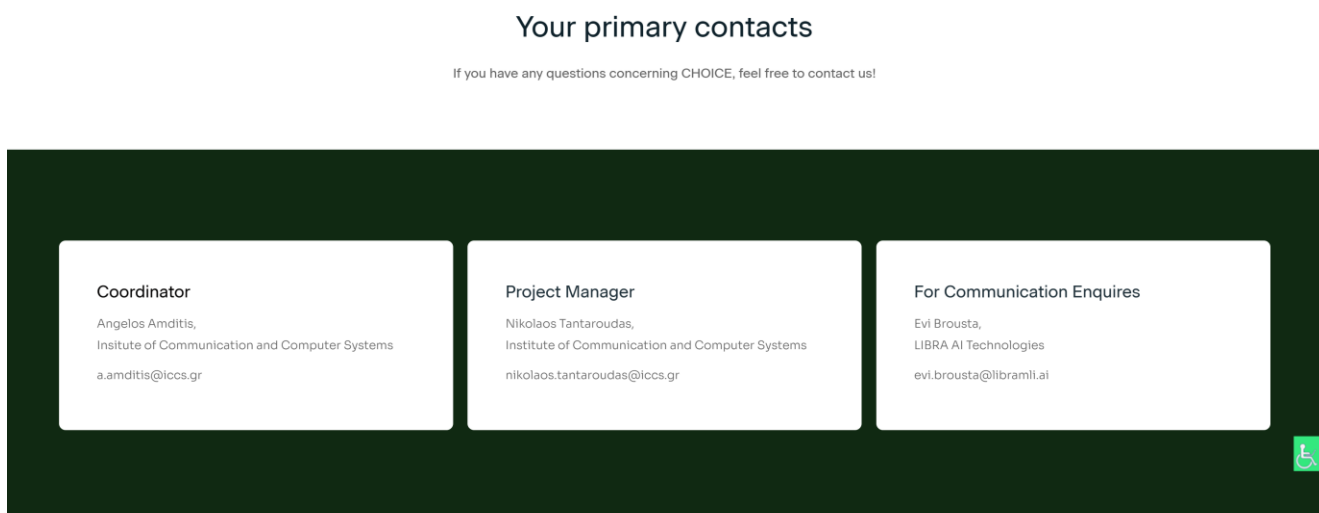 Your primary contacts
If you have any questions concerning CHOICE, feel free to contact us!
Coordinator
Angelos Amditis,
Insitute of Communication and Computer Systems
a.amditis@iccs.gr
Project Manager
Nikolaos Tantaroudas,
Institute of Communication and Computer Systems
nikolaos.tantaroudas@iccs.gr
For Communication Enquires
Evi Brousta,
LIBRA AI Technologies
evi.brousta@libramli.ai